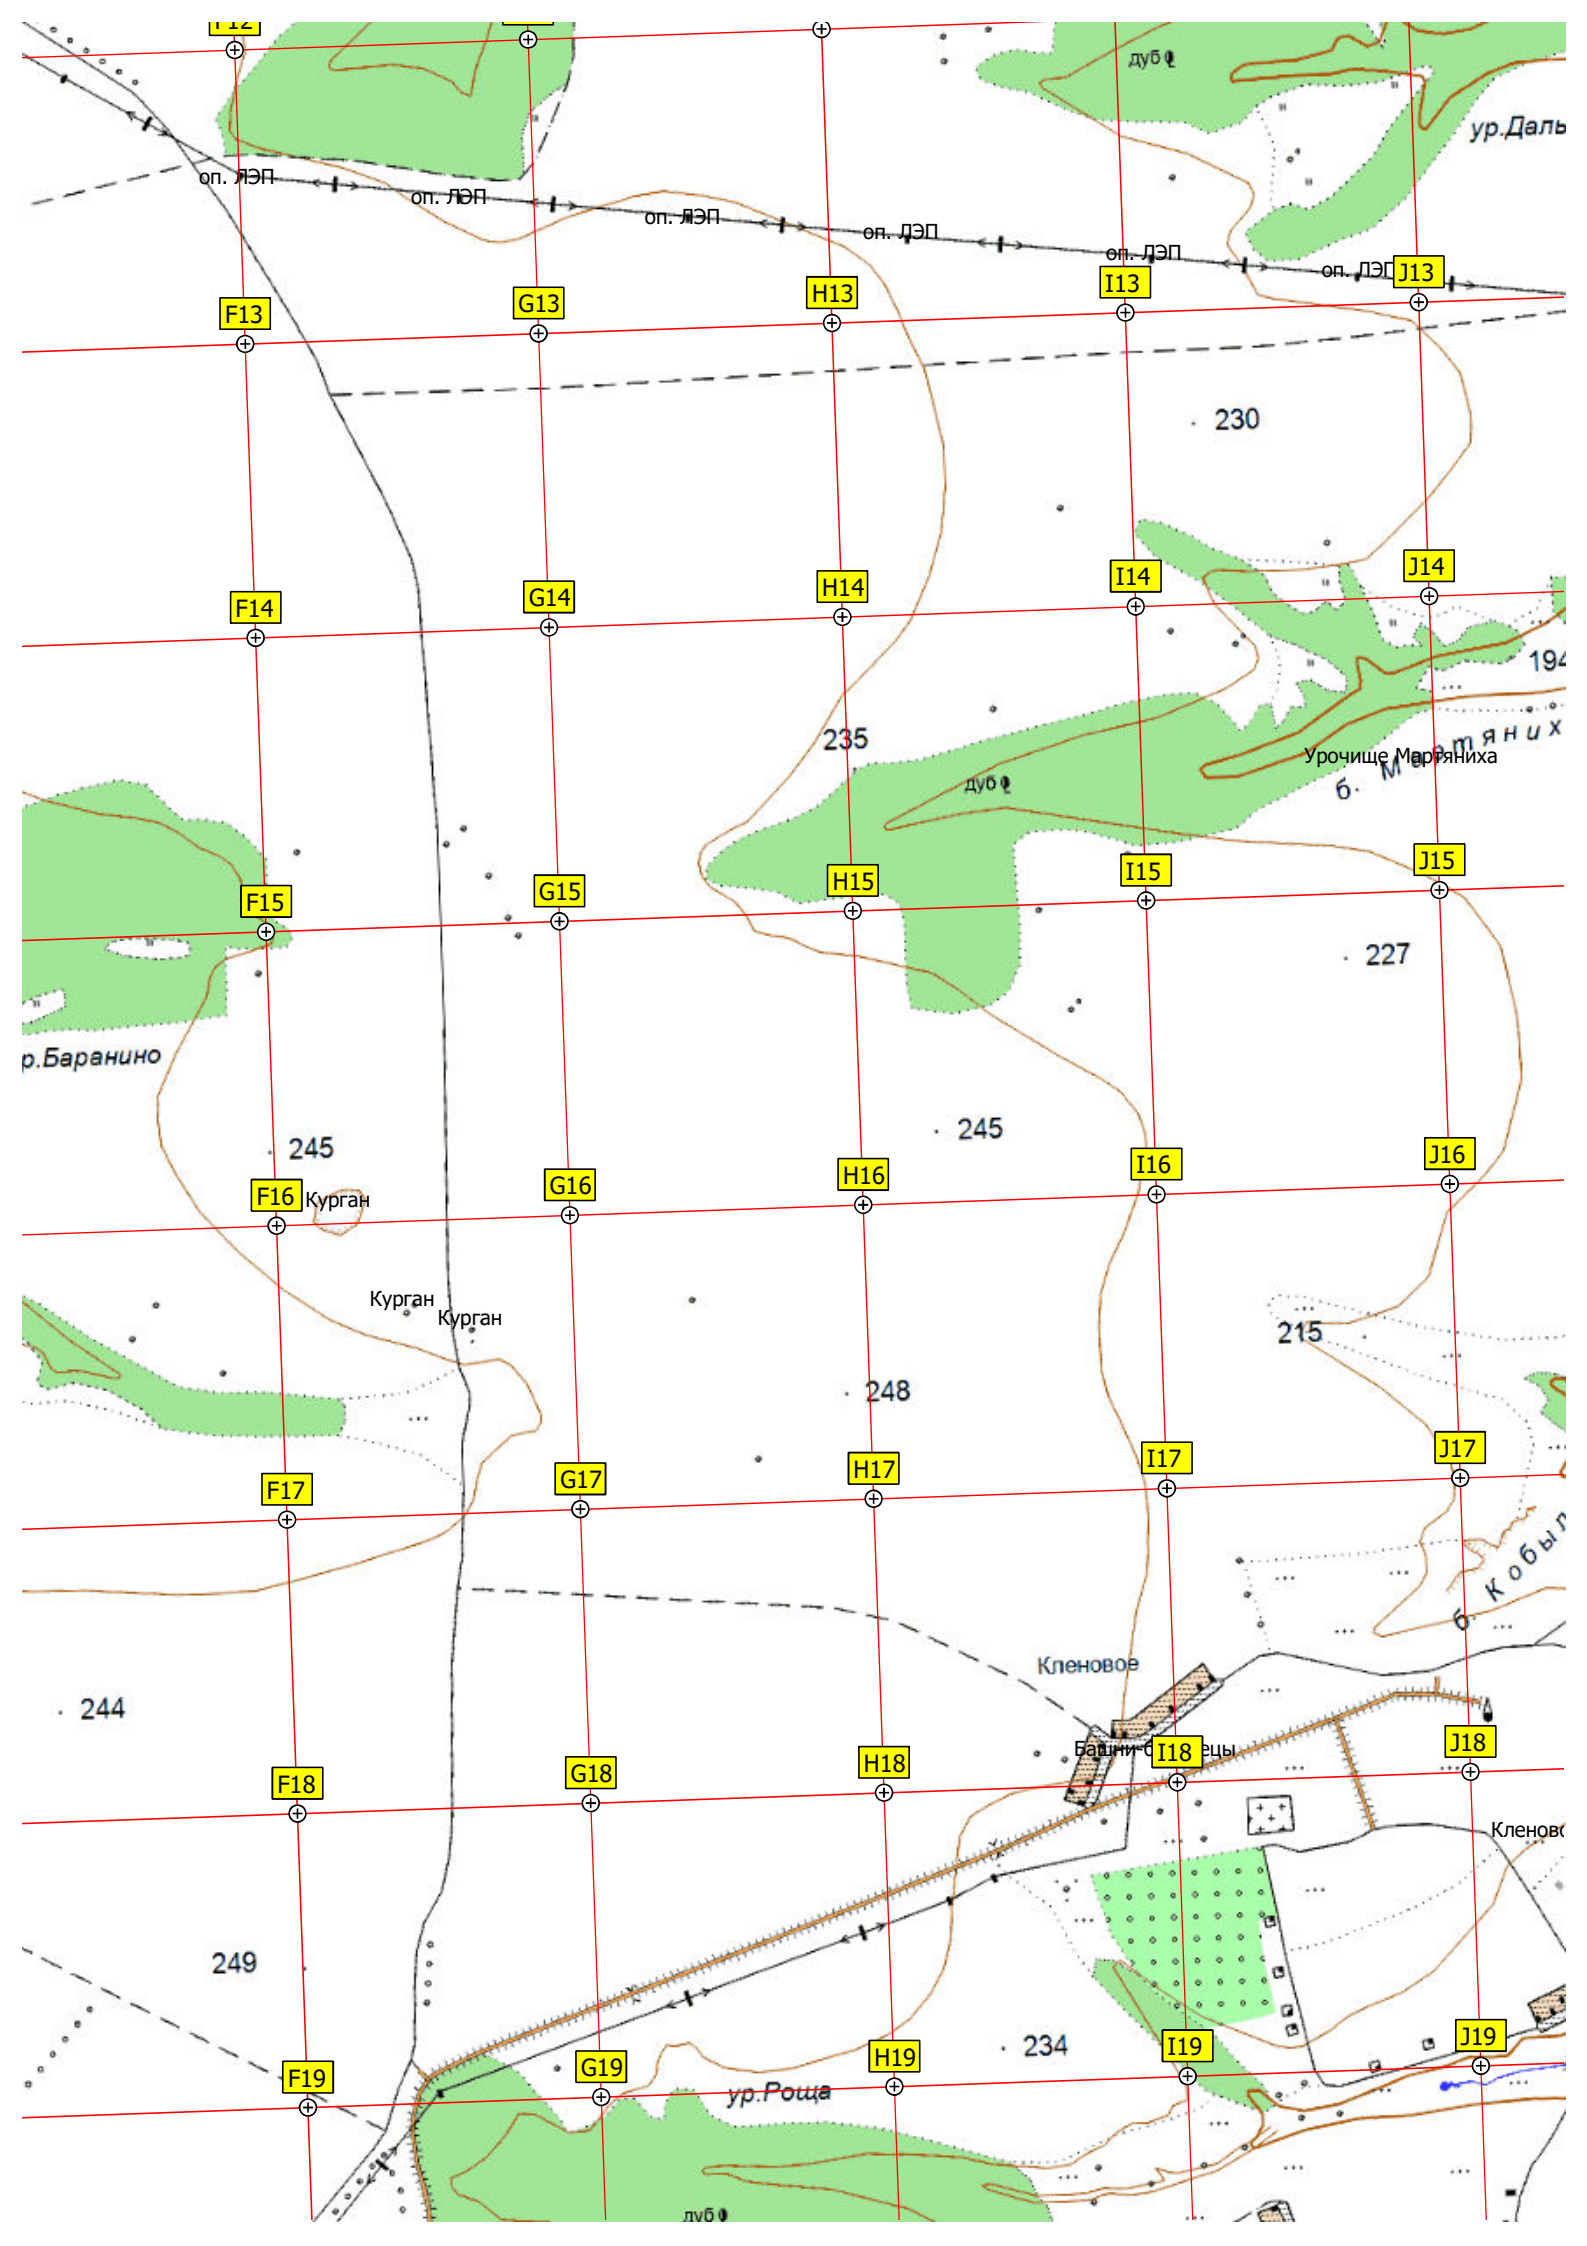 F12
дуб
ур.Даль
оп. ЛЭП
оп. ЛЭП
оп. ЛЭП
оп. ЛЭП
оп. ЛЭП
оп. ЛЭП
J13
I13
H13
G13
F13
230
J14
I14
H14
G14
F14
194
235
б. Мартяних
Урочище Мартяниха
дуб
J15
I15
H15
G15
F15
227
р.Баранино
245
245
J16
I16
H16
G16
F16
Курган
Курган
Курган
215
248
J17
I17
H17
G17
F17
б. Кобыл
Кленовое
244
J18
I18
H18
G18
F18
Кленово
249
234
J19
I19
H19
G19
F19
ур.Роща
дуб